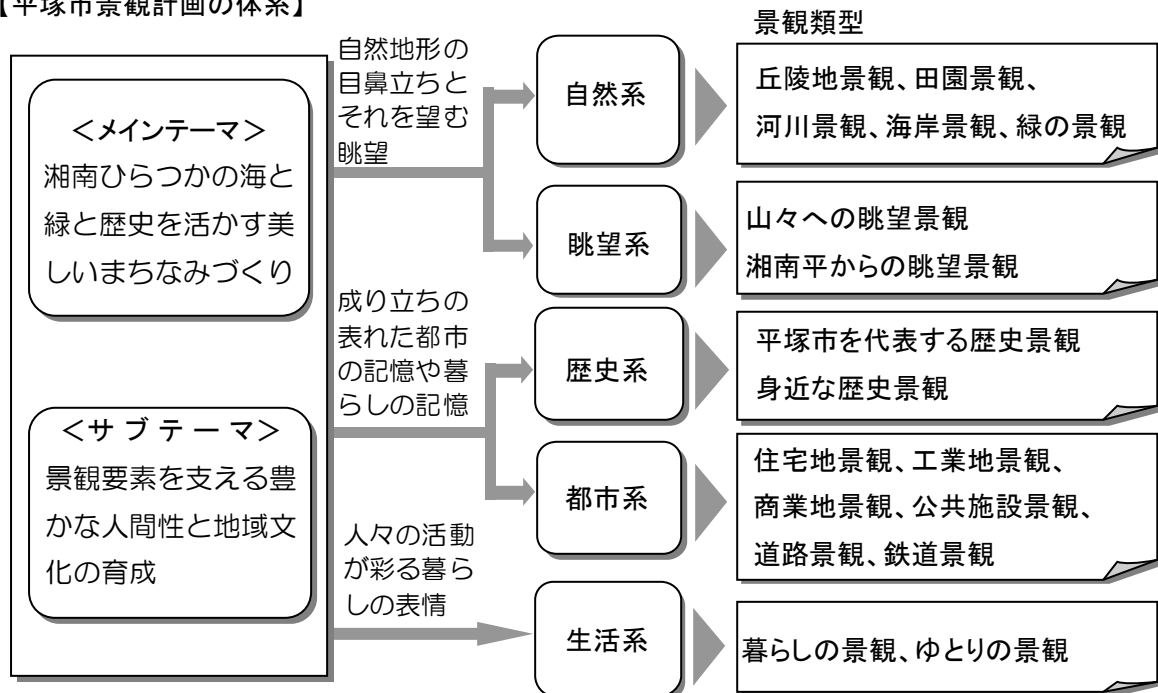 【平塚市景観計画の体系】
<メインテーマ>
湘南ひらつかの海と
緑と歴史を活かす美
しいまちなみづくり
<サブテーマ>
景観要素を支える豊
かな人間性と地域文
化の育成
自然地形の
目鼻立ちと
それを望む
眺望
成り立ちの
表れた都市
の記憶や暮
らしの記憶
人々の活動
が彩る暮ら
しの表情
自然系
眺望系
歴史系
都市系
生活系
景観類型
丘陵地景観、田園景観、
河川景観、海岸景観、緑の景観
山々への眺望景観
湘南平からの眺望景観
平塚市を代表する歴史景観
身近な歴史景観
住宅地景観、工業地景観、
商業地景観、公共施設景観、
道路景観、鉄道景観
暮らしの景観、ゆとりの景観